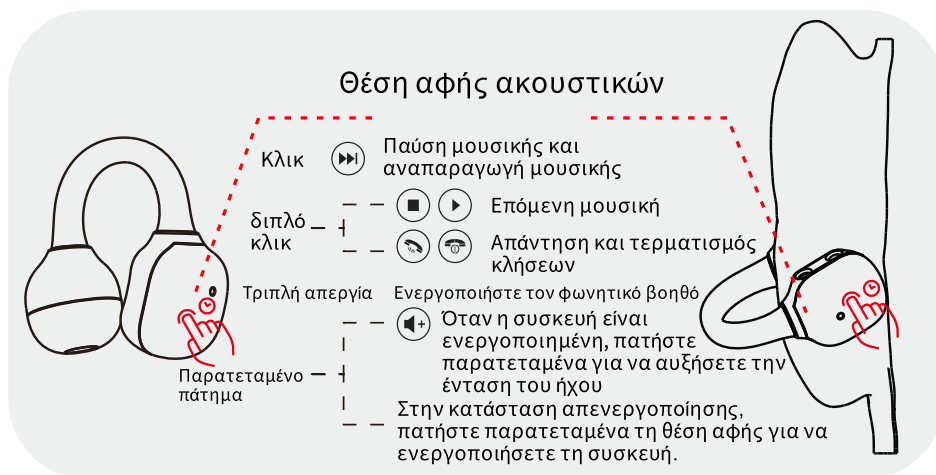 Θέση αφής ακουστικών
Κλικ
Παύση μουσικής και
αναπαραγωγή μουσικής
διπλό
κλικ
Επόμενη μουσική
Απάντηση και τερματισμός
κλήσεων
Τριπλή απεργία
Ενεργοποιήστε τον φωνητικό βοηθό
Παρατεταμένο
πάτημα
Όταν η συσκευή είναι
ενεργοποιημένη, πατήστε
παρατεταμένα για να αυξήσετε την
ένταση του ήχου
Στην κατάσταση απενεργοποίησης,
πατήστε παρατεταμένα τη θέση αφής για να
ενεργοποιήσετε τη συσκευή.